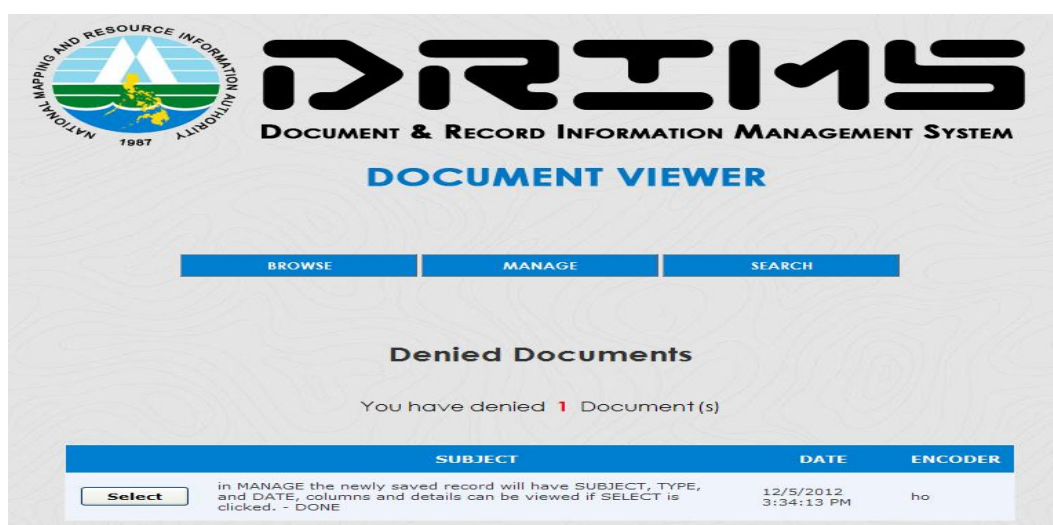 NATIONAL MAPPING AND RESOURCE INFORMATION AUTHORITY
1987
DRIMS
DOCUMENT & RECORD INFORMATION MANAGEMENT SYSTEM
DOCUMENT VIEWER
BROWSE MANAGE SEARCH
Denied Documents
You have denied 1 Document(s)
SUBJECT DATE ENCODER
Select in MANAGE the newly saved record will have SUBJECT, TYPE, and DATE, columns and details can be viewed if SELECT is clicked. - DONE 12/5/2012 3:34:13 PM ho